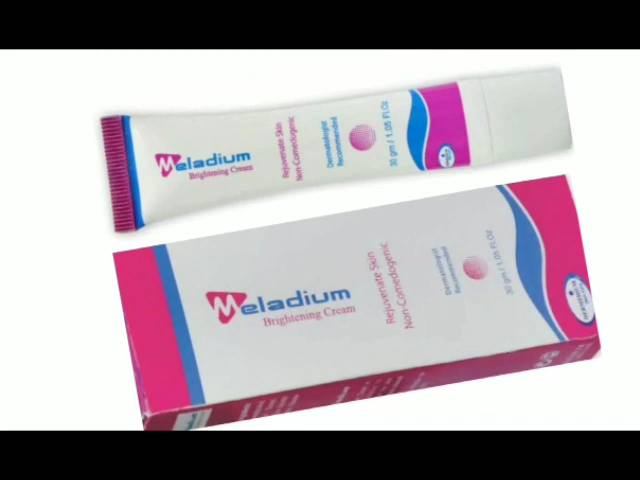 Meladium
Brightening Cream
Rejuvenate Skin
Non-Comedogenic
Dermatologist
Recommended
30 gm / 1.05 FL.Oz
Meladium
Brightening Cream
Rejuvenate Skin
Non-Comedogenic
Dermatologist
Recommended
30 gm / 1.05 FL.Oz